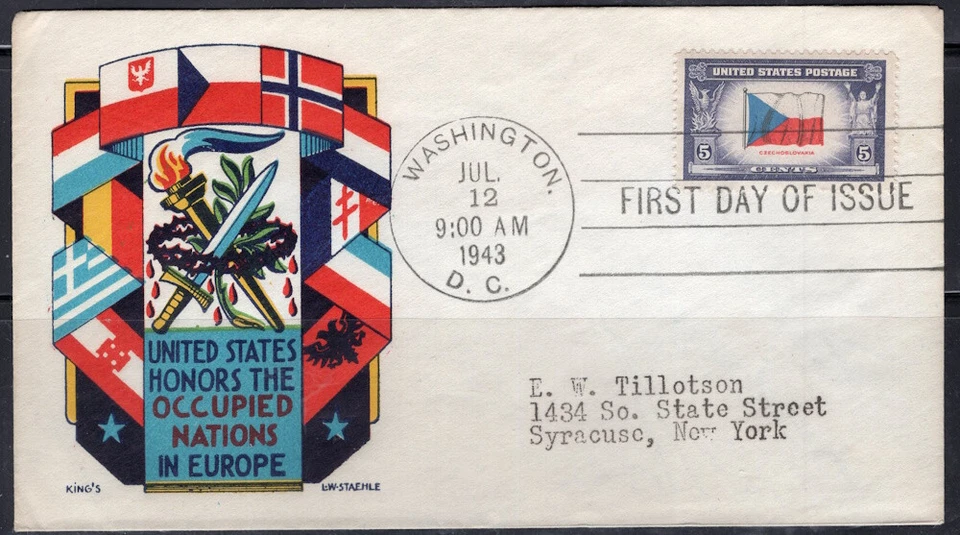 UNITED STATES POSTAGE
CZECHOSLOVAKIA
5 5
CENTS
WASHINGTON,
JUL.
12
9:00 AM
1943
D. C.
FIRST DAY OF ISSUE
UNITED STATES
HONORS THE
OCCUPIED
NATIONS
IN EUROPE
KING'S
L·W·STAEHLE
E. W. Tillotson
1434 So. State Street
Syracuse, New York